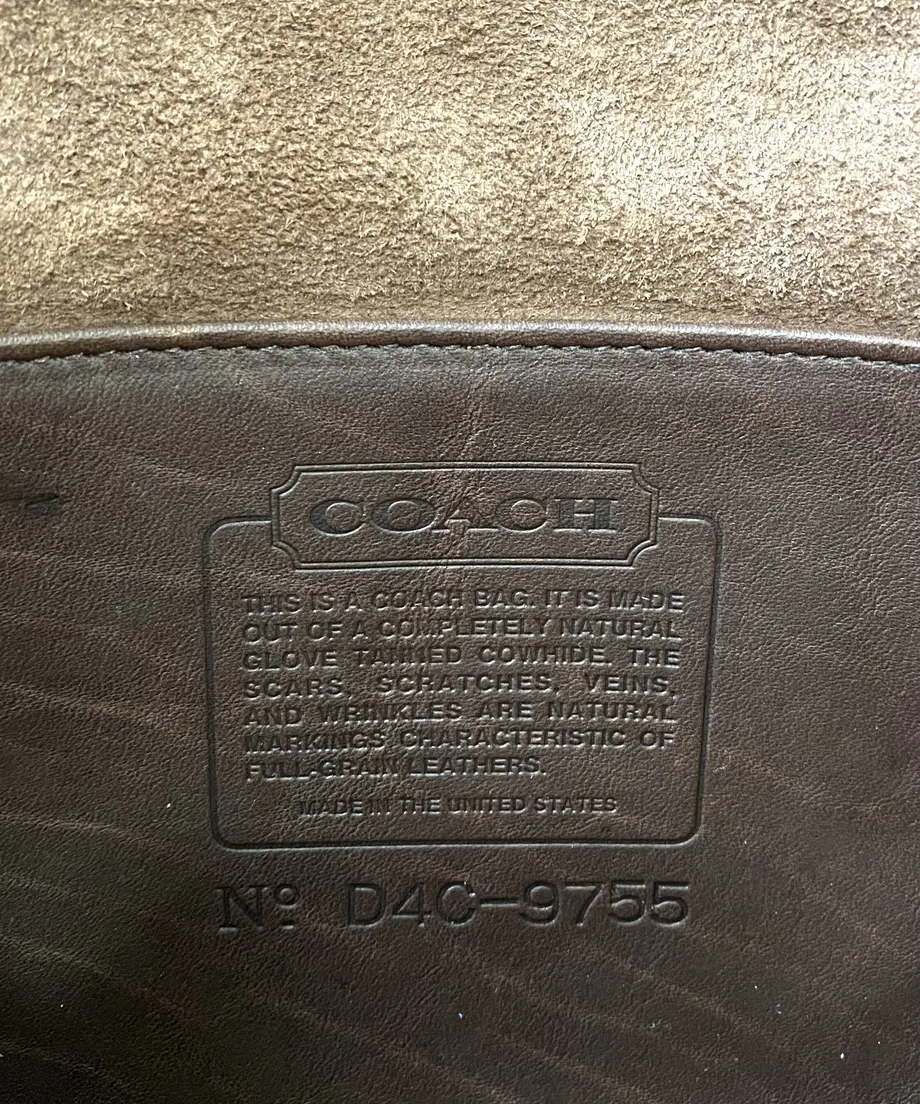 COACH
THIS IS A COACH BAG. IT IS MADE
OUT OF A COMPLETELY NATURAL
GLOVE TANNED COWHIDE. THE
SCARS, SCRATCHES, VEINS,
AND WRINKLES ARE NATURAL
MARKINGS CHARACTERISTIC OF
FULL-GRAIN LEATHERS.
MADE IN THE UNITED STATES
Nº D4C-9755